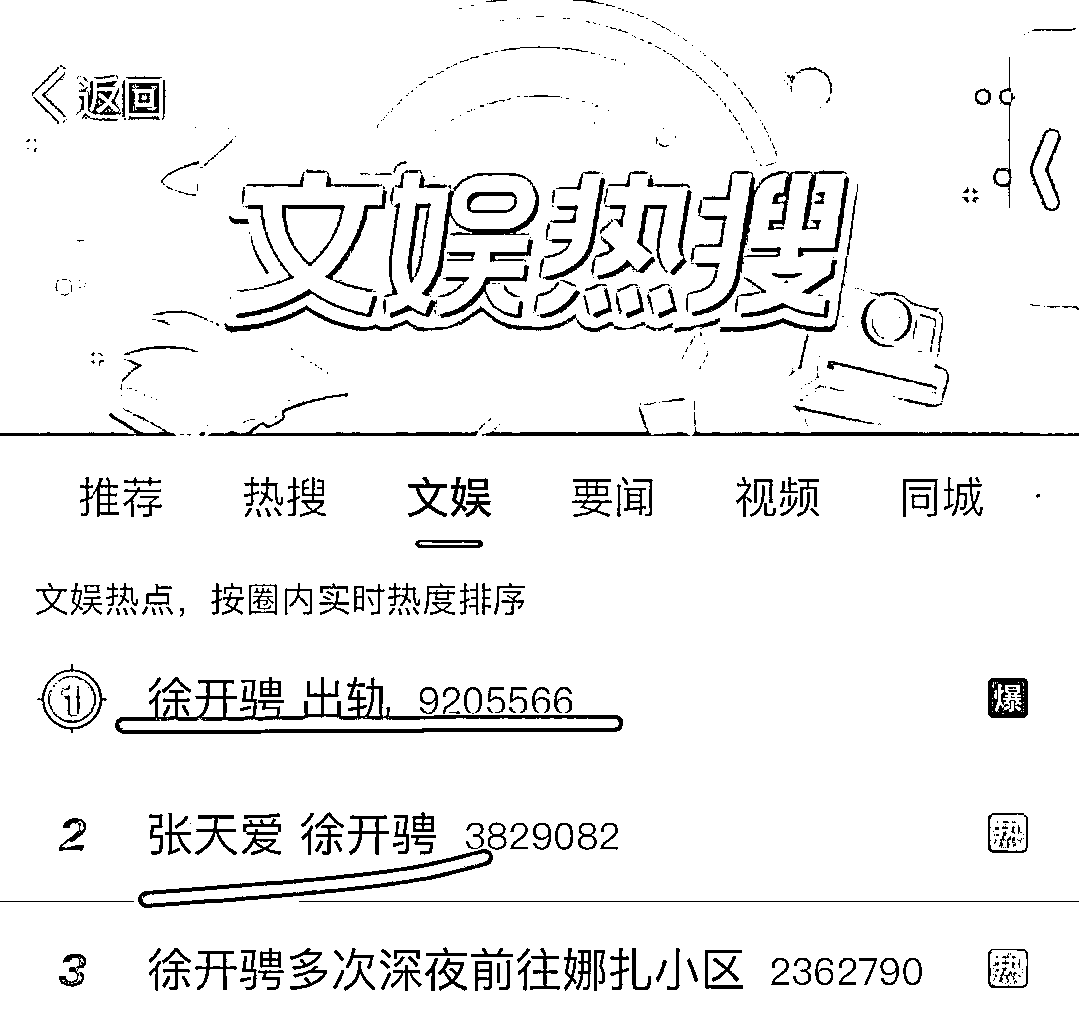 返回
文娱热搜
推荐 热搜 文娱 要闻 视频 同城
文娱热点，按圈内实时热度排序
1 徐开骋 出轨 9205566 爆
2 张天爱 徐开骋 3829082 热
3 徐开骋多次深夜前往娜扎小区 2362790 热